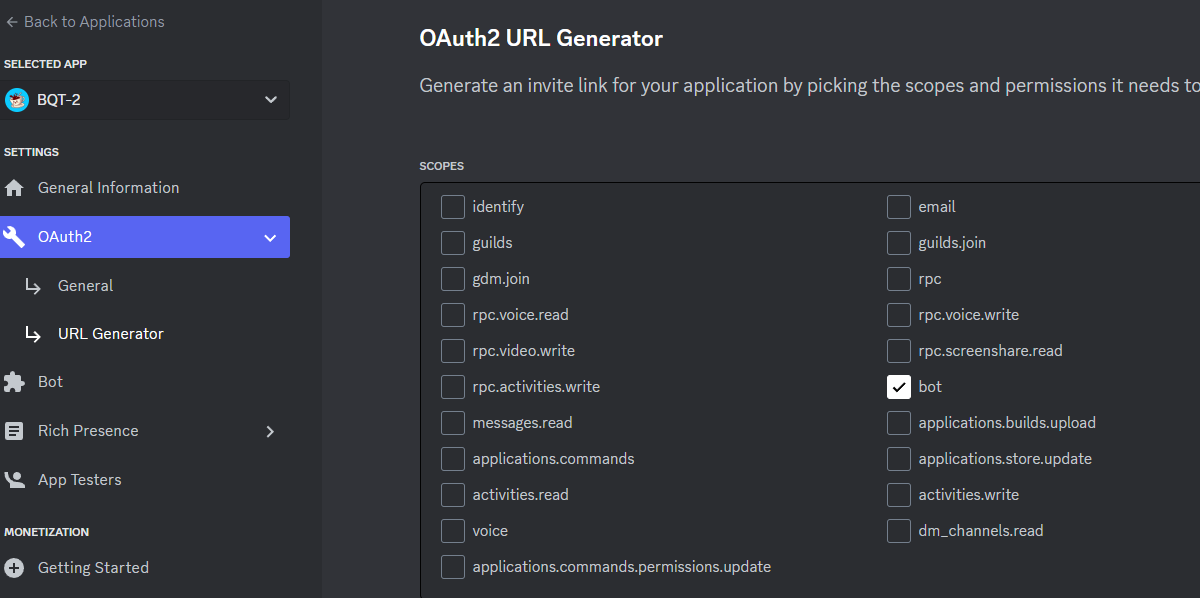 Back to Applications
SELECTED APP
BQT-2
SETTINGS
General Information
OAuth2
General
URL Generator
Bot
Rich Presence
App Testers
MONETIZATION
Getting Started
OAuth2 URL Generator
Generate an invite link for your application by picking the scopes and permissions it needs to
SCOPES
identify
email
guilds
guilds.join
gdm.join
rpc
rpc.voice.read
rpc.voice.write
rpc.video.write
rpc.screenshare.read
rpc.activities.write
bot
messages.read
applications.builds.upload
applications.commands
applications.store.update
activities.read
activities.write
voice
dm_channels.read
applications.commands.permissions.update